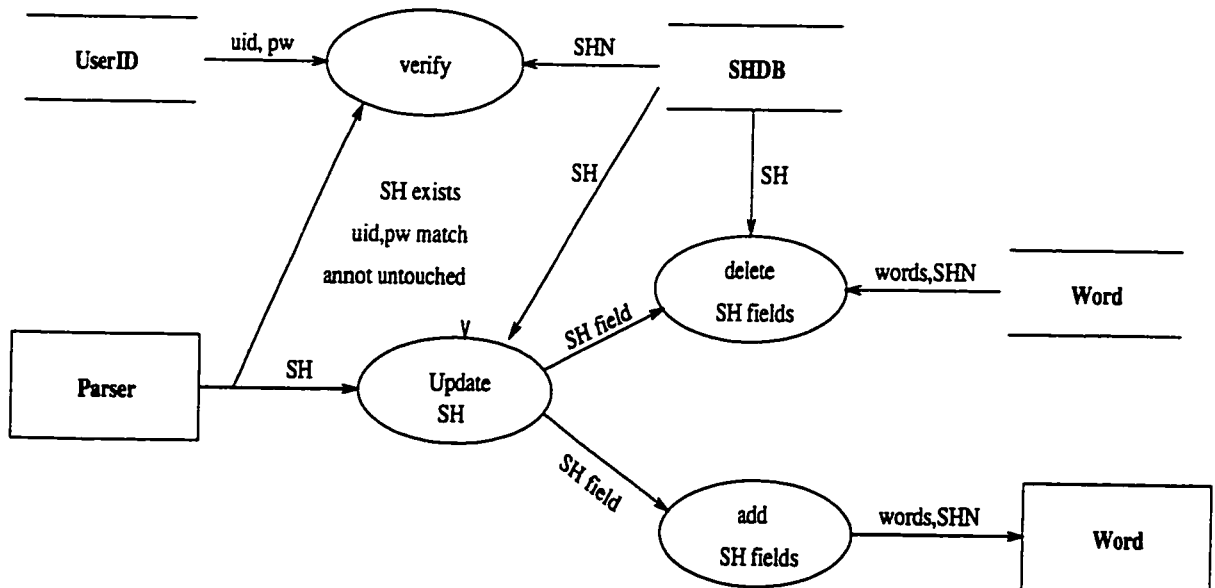 uid, pw
SHN
UserID
verify
SHDB
SH
SH
SH exists
uid,pw match
annot untouched
delete
SH fields
words,SHN
Word
SH field
Parser
SH
Update
SH
SH field
add
SH fields
words,SHN
Word